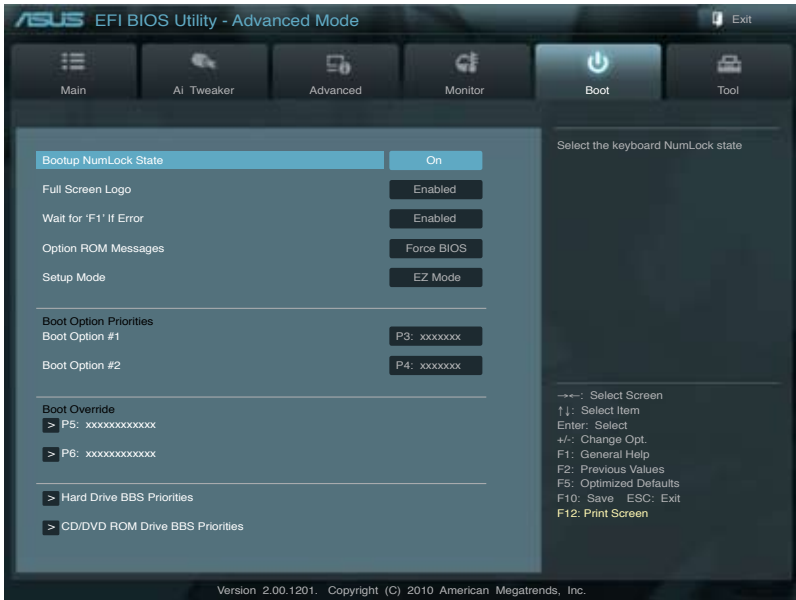 ASUS EFI BIOS Utility - Advanced Mode
Exit
Main
Ai Tweaker
Advanced
Monitor
Boot
Tool
Bootup NumLock State On
Full Screen Logo Enabled
Wait for ‘F1’ If Error Enabled
Option ROM Messages Force BIOS
Setup Mode EZ Mode
Boot Option Priorities
Boot Option #1 P3: xxxxxxx
Boot Option #2 P4: xxxxxxx
Boot Override
> P5: xxxxxxxxxxxx
> P6: xxxxxxxxxxxx
> Hard Drive BBS Priorities
> CD/DVD ROM Drive BBS Priorities
Select the keyboard NumLock state
→←: Select Screen
↑↓: Select Item
Enter: Select
+/-: Change Opt.
F1: General Help
F2: Previous Values
F5: Optimized Defaults
F10: Save ESC: Exit
F12: Print Screen
Version 2.00.1201. Copyright (C) 2010 American Megatrends, Inc.